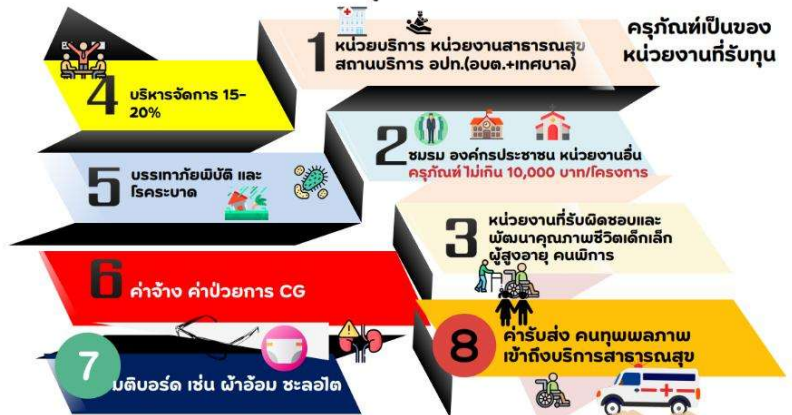 1
หน่วยบริการ หน่วยงานสาธารณสุข
สถานบริการ อปท.(อบต.+เทศบาล)
ครุภัณฑ์เป็นของ
หน่วยงานที่รับทุน
4
บริหารจัดการ 15-
20%
2
ชมรม องค์กรประชาชน หน่วยงานอื่น
ครุภัณฑ์ ไม่เกิน 10,000 บาท/โครงการ
5
บรรเทาภัยพิบัติ และ
โรคระบาด
3
หน่วยงานที่รับผิดชอบและ
พัฒนาคุณภาพชีวิตเด็กเล็ก
ผู้สูงอายุ คนพิการ
6
ค่าจ้าง ค่าป่วยการ CG
7
มติบอร์ด เช่น ผ้าอ้อม ชะลอไต
8
ค่ารับส่ง คนทุพพลภาพ
เข้าถึงบริการสาธารณสุข